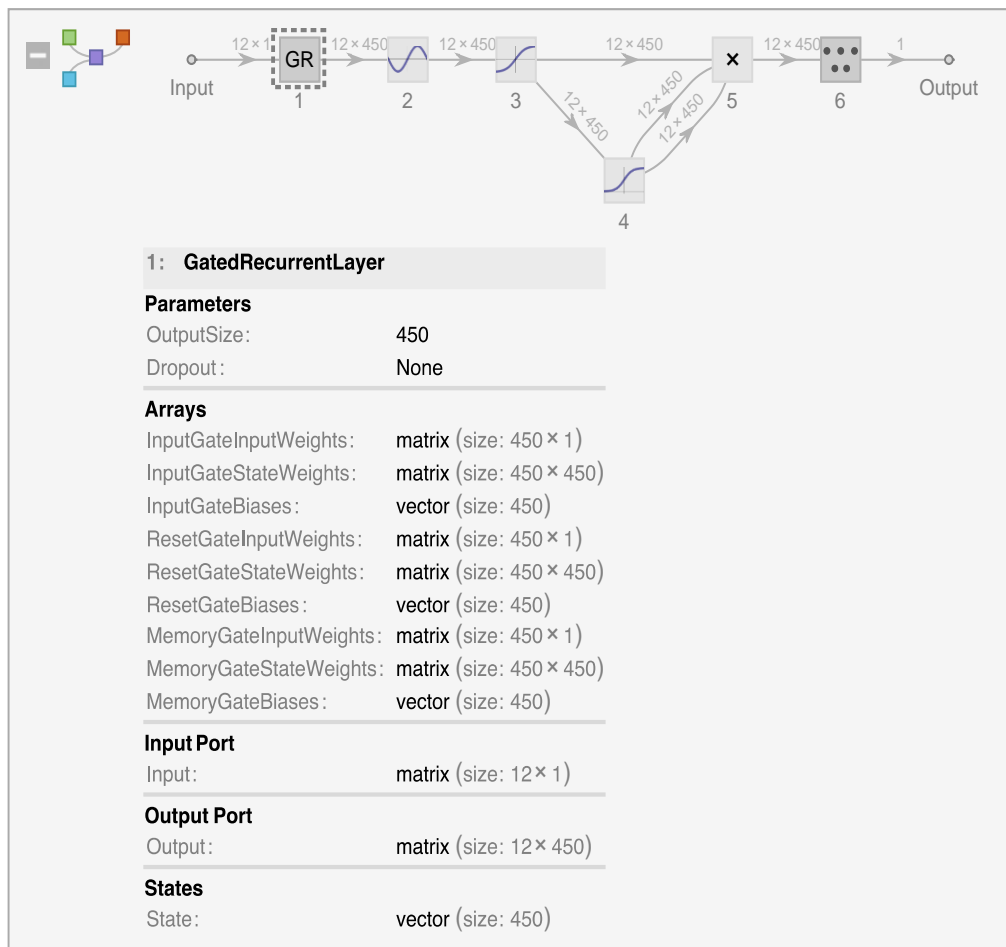 12×1 12×450 12×450 12×450 12×450 1
GR × 
Input 1 2 3 5 6 Output
12×450 12×450 12×450
4
1: GatedRecurrentLayer
Parameters
OutputSize: 450
Dropout: None
Arrays
InputGateInputWeights: matrix (size: 450×1)
InputGateStateWeights: matrix (size: 450×450)
InputGateBiases: vector (size: 450)
ResetGateInputWeights: matrix (size: 450×1)
ResetGateStateWeights: matrix (size: 450×450)
ResetGateBiases: vector (size: 450)
MemoryGateInputWeights: matrix (size: 450×1)
MemoryGateStateWeights: matrix (size: 450×450)
MemoryGateBiases: vector (size: 450)
Input Port
Input: matrix (size: 12×1)
Output Port
Output: matrix (size: 12×450)
States
State: vector (size: 450)